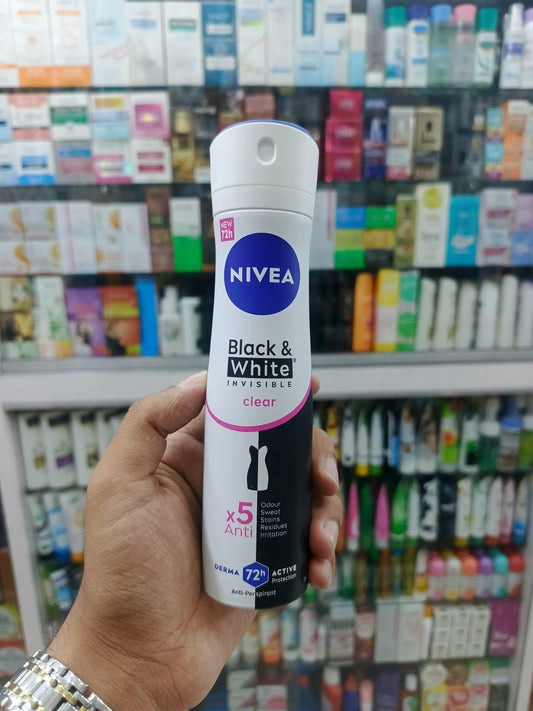 NEW
72h
NIVEA
Black &
White®
INVISIBLE
clear
x5
Anti
Odour
Sweat
Stains
Residues
Irritation
DERMA 72h ACTIVE
Protection
Anti-Perspirant